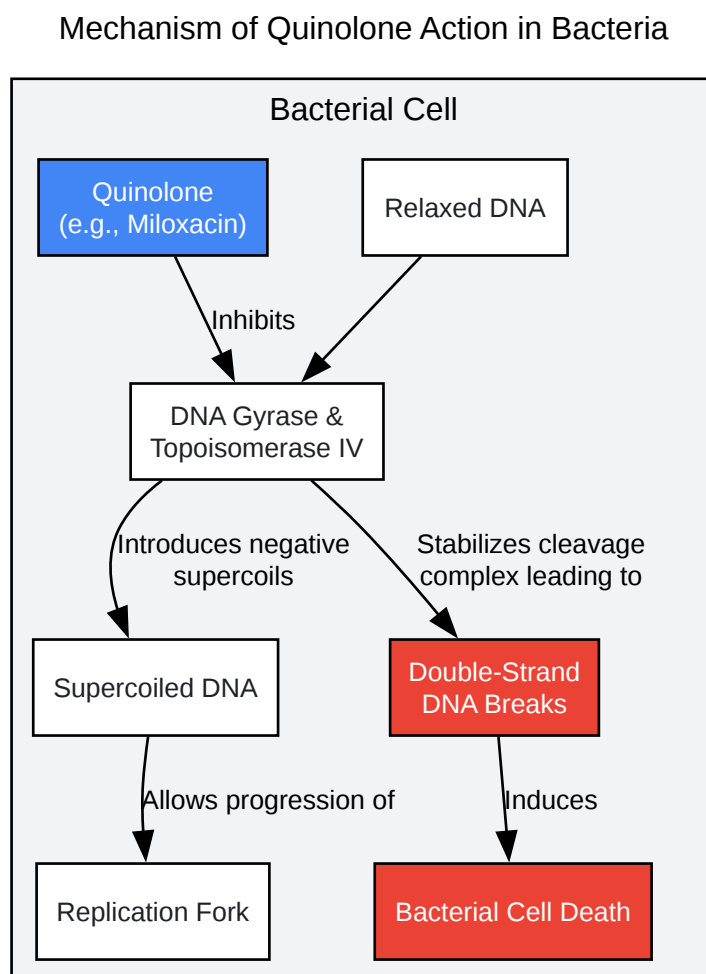 Mechanism of Quinolone Action in Bacteria
Bacterial Cell
Quinolone
(e.g., Miloxacin)
Relaxed DNA
Inhibits
DNA Gyrase &
Topoisomerase IV
Introduces negative
supercoils
Stabilizes cleavage
complex leading to
Supercoiled DNA
Double-Strand
DNA Breaks
Allows progression of
Induces
Replication Fork
Bacterial Cell Death